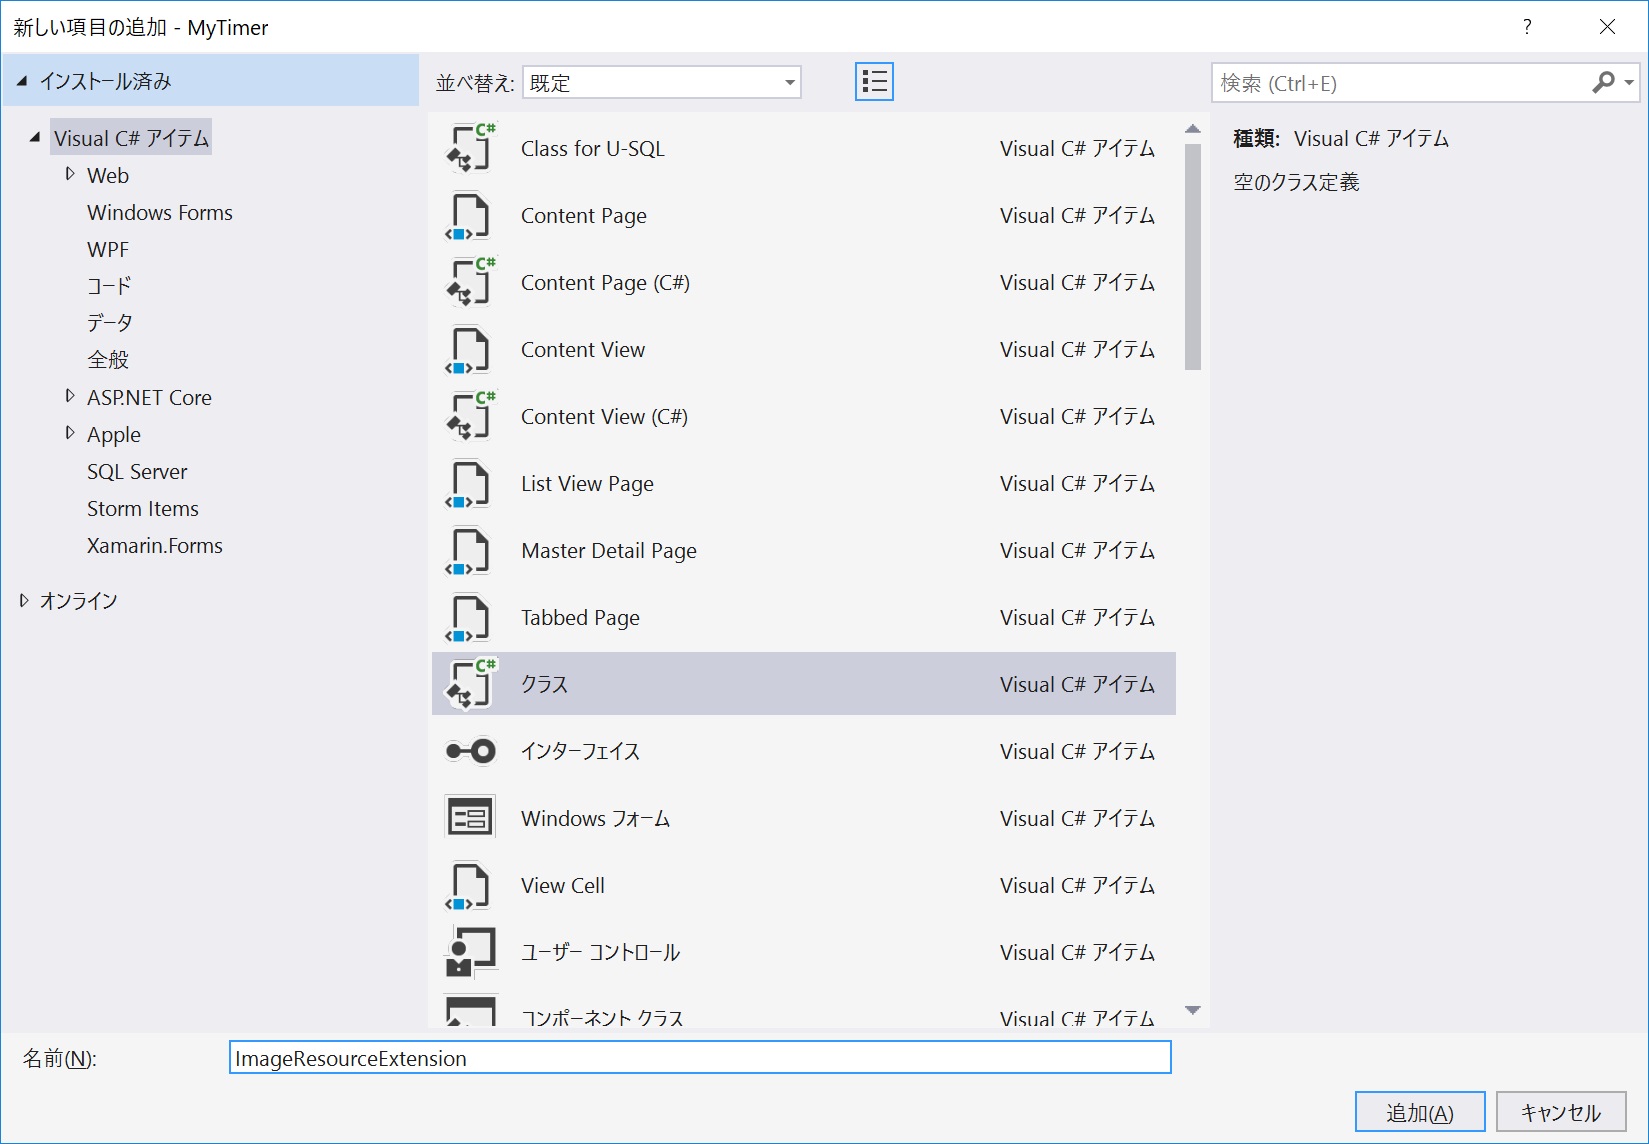 新しい項目の追加 - MyTimer
?
インストール済み
並べ替え: 既定
検索 (Ctrl+E)
Visual C# アイテム
Web
Windows Forms
WPF
コード
データ
全般
ASP.NET Core
Apple
SQL Server
Storm Items
Xamarin.Forms
オンライン
C# Class for U-SQL Visual C# アイテム
Content Page Visual C# アイテム
C# Content Page (C#) Visual C# アイテム
Content View Visual C# アイテム
C# Content View (C#) Visual C# アイテム
List View Page Visual C# アイテム
Master Detail Page Visual C# アイテム
Tabbed Page Visual C# アイテム
C# クラス Visual C# アイテム
インターフェイス Visual C# アイテム
Windows フォーム Visual C# アイテム
View Cell Visual C# アイテム
ユーザー コントロール Visual C# アイテム
コンポーネント クラス Visual C# アイテム
種類: Visual C# アイテム
空のクラス定義
名前(N): ImageResourceExtension
追加(A) キャンセル